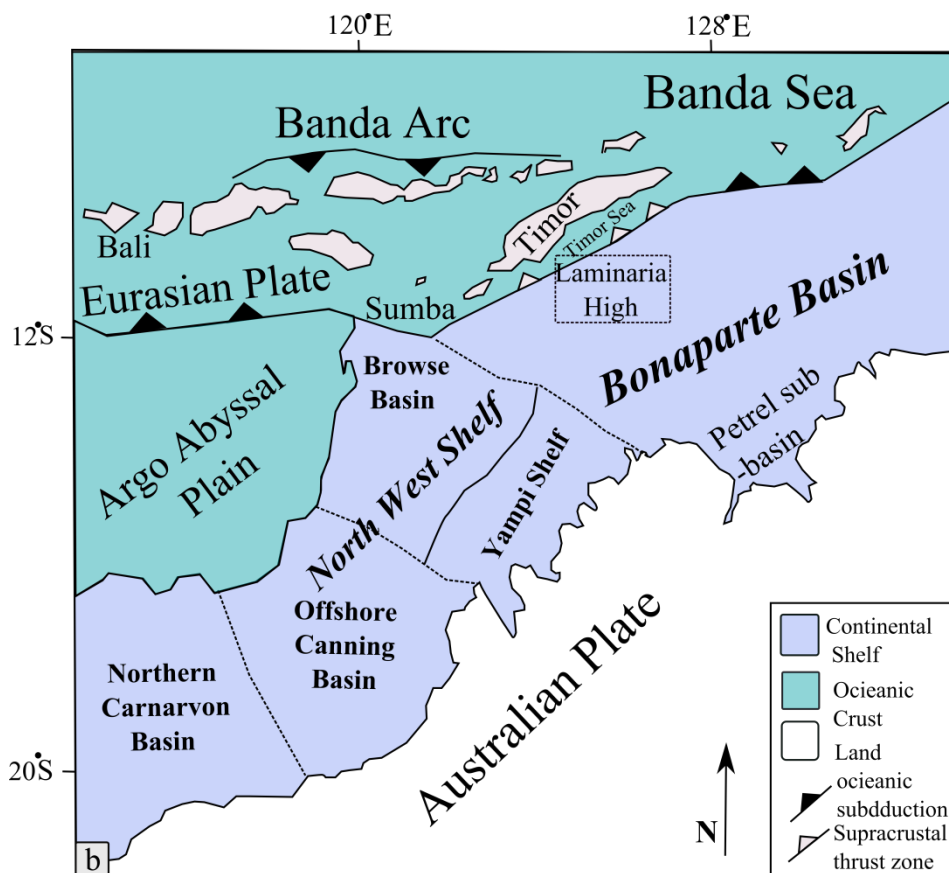 120°E
128°E
Banda Sea
Banda Arc
Timor
Timor Sea
Bali
Laminaria
High
Eurasian Plate
Sumba
12°S
Bonaparte Basin
Browse
Basin
Argo Abyssal
Plain
North West Shelf
Yampi Shelf
Petrel sub
-basin
Offshore
Canning
Basin
Northern
Carnarvon
Basin
Australian Plate
20°S
N
b
Continental
Shelf
Ocieanic
Crust
Land
ocieanic
subdduction
Supracrustal
thrust zone